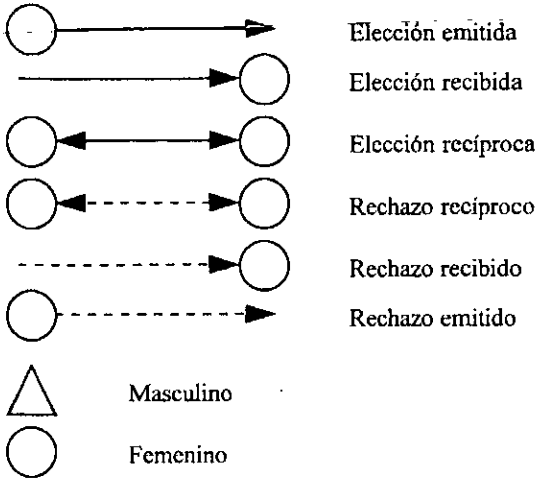 Elección emitida
Elección recibida
Elección recíproca
Rechazo recíproco
Rechazo recibido
Rechazo emitido
Masculino
Femenino